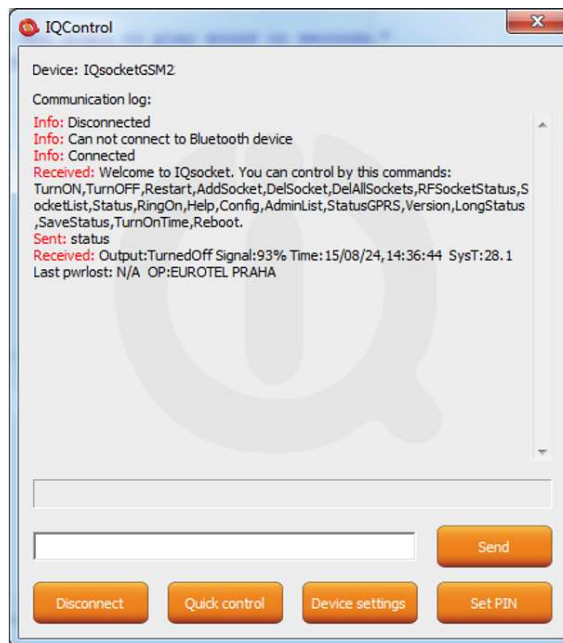 IQControl
Device: IQsocketGSM2
Communication log:
Info: Disconnected
Info: Can not connect to Bluetooth device
Info: Connected
Received: Welcome to IQsocket. You can control by this commands:
TurnON,TurnOFF,Restart,AddSocket,DelSocket,DelAllSockets,RFSocketStatus,S
ocketList,Status,RingOn,Help,Config,AdminList,StatusGPRS,Version,LongStatus
,SaveStatus,TurnOnTime,Reboot.
Sent: status
Received: Output:TurnedOff Signal:93% Time:15/08/24,14:36:44 SysT:28.1
Last pwrlost: N/A OP:EUROTEL PRAHA
Send
Disconnect Quick control Device settings Set PIN